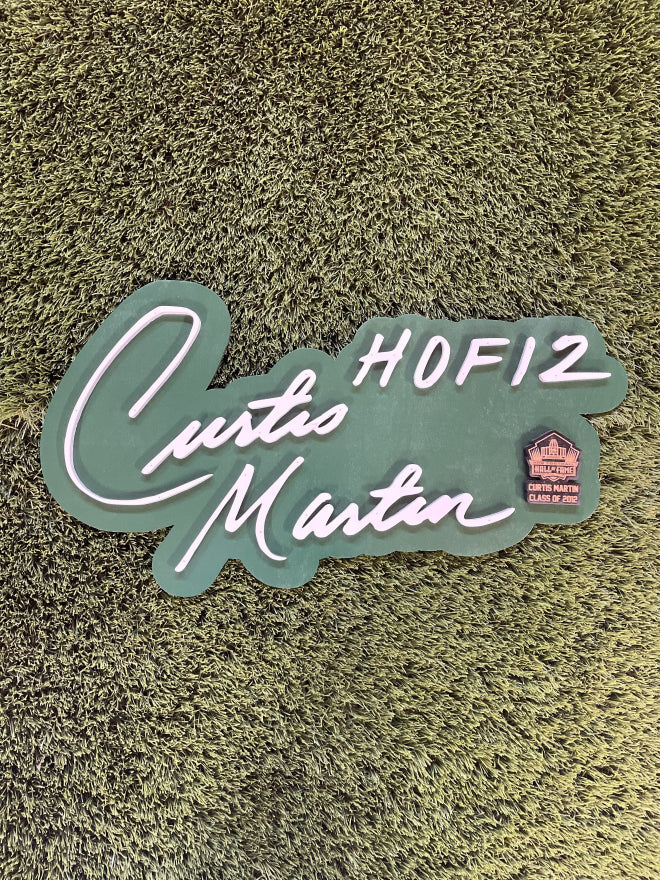 HOF12
Curtis
Martin
HALL OF FAME
CURTIS MARTIN
CLASS OF 2012